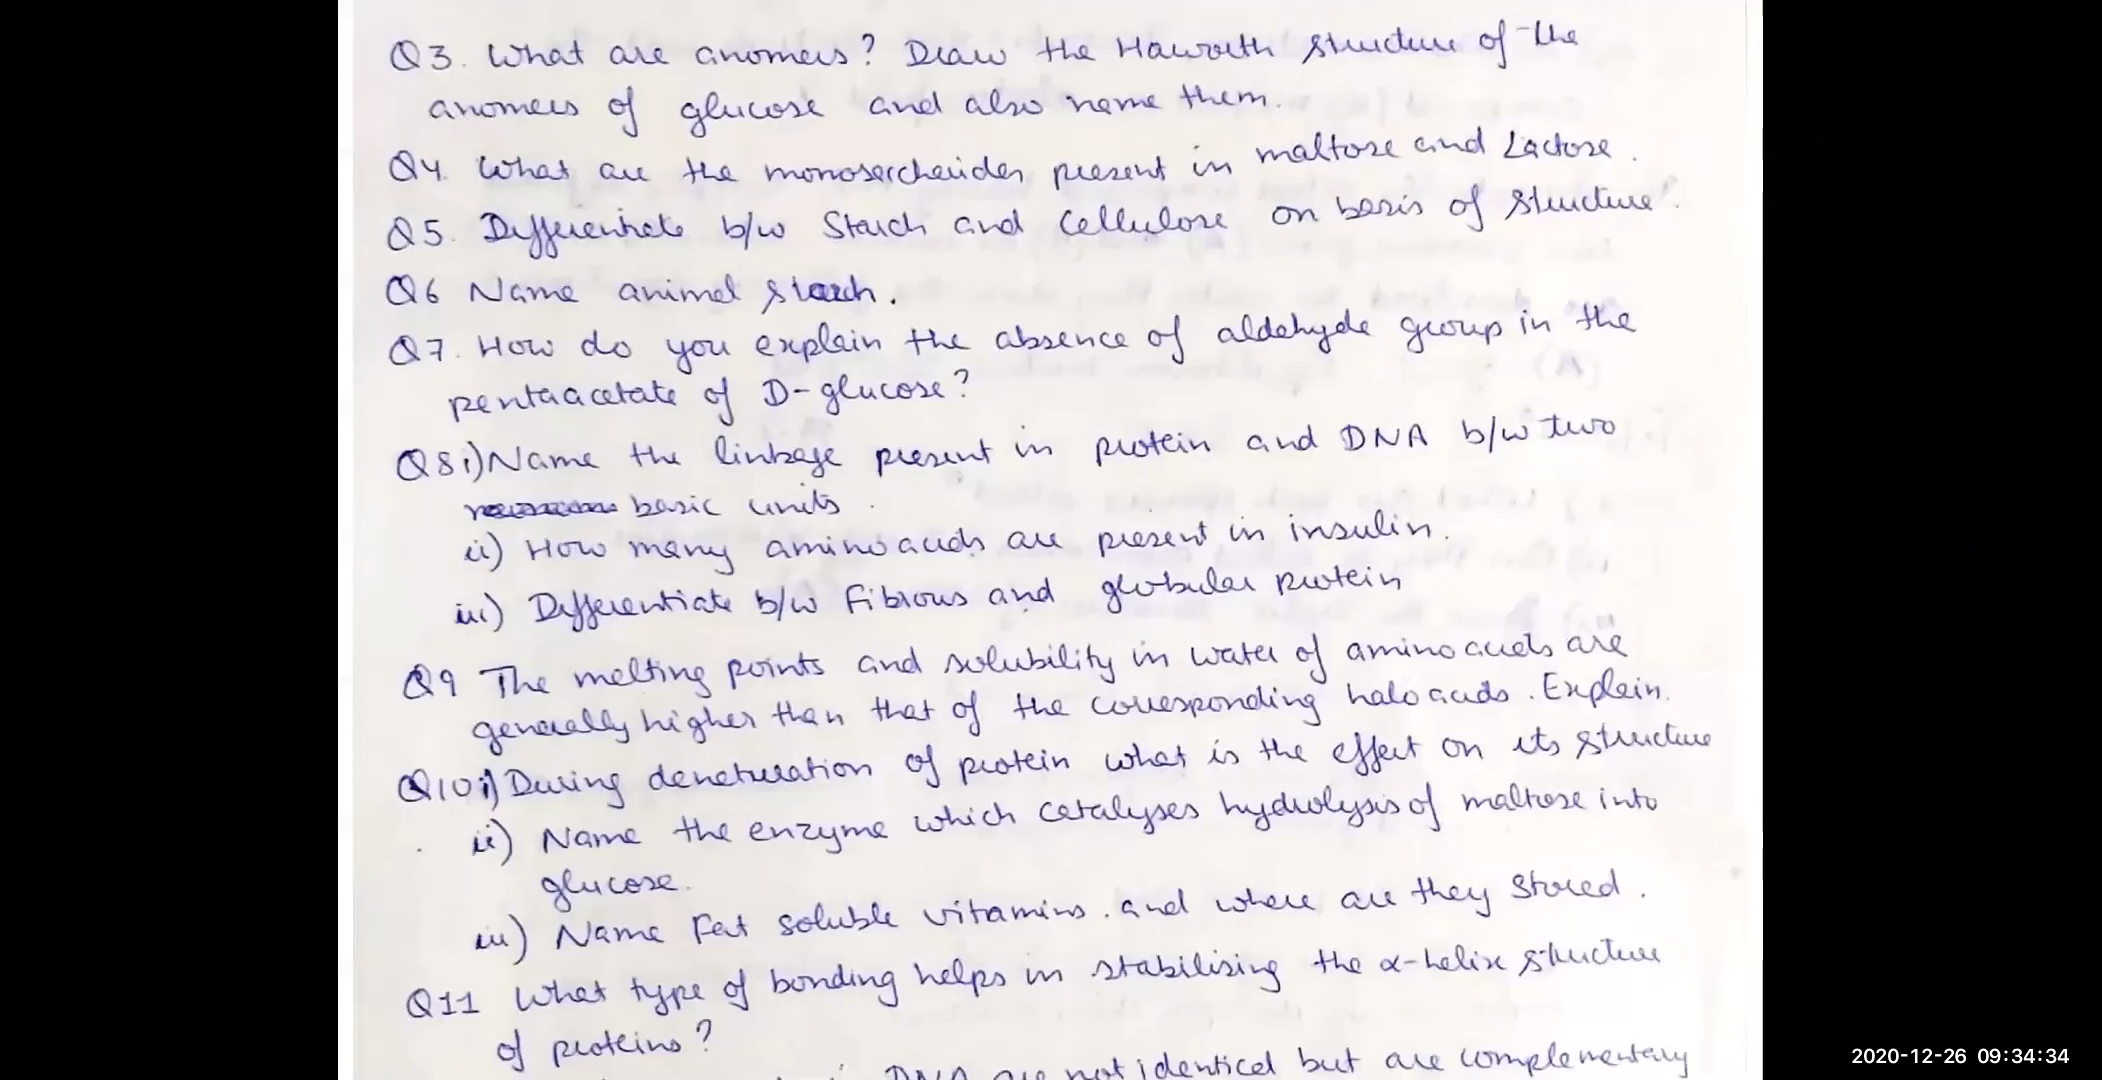 Q3. What are anomers? Draw the Haworth structure of the
anomers of glucose and also name them.
Q4. What are the monosaccharides present in maltose and Lactose.
Q5. Differentiate b/w Starch and Cellulose on basis of structure.
Q6 Name animal starch.
Q7. How do you explain the absence of aldehyde group in the
pentaacetate of D-glucose?
Q8 i) Name the linkage present in protein and DNA b/w two
basic units.
ii) How many amino acids are present in insulin.
iii) Differentiate b/w Fibrous and globular protein
Q9 The melting points and solubility in water of amino acids are
generally higher than that of the corresponding halo acids. Explain.
Q10 i) During denaturation of protein what is the effect on its structure
ii) Name the enzyme which catalyses hydrolysis of maltose into
glucose.
iii) Name Fat soluble vitamins. and where are they stored.
Q11 What type of bonding helps in stabilising the α-helix structure
of proteins?
DNA are not identical but are complementary
2020-12-26 09:34:34